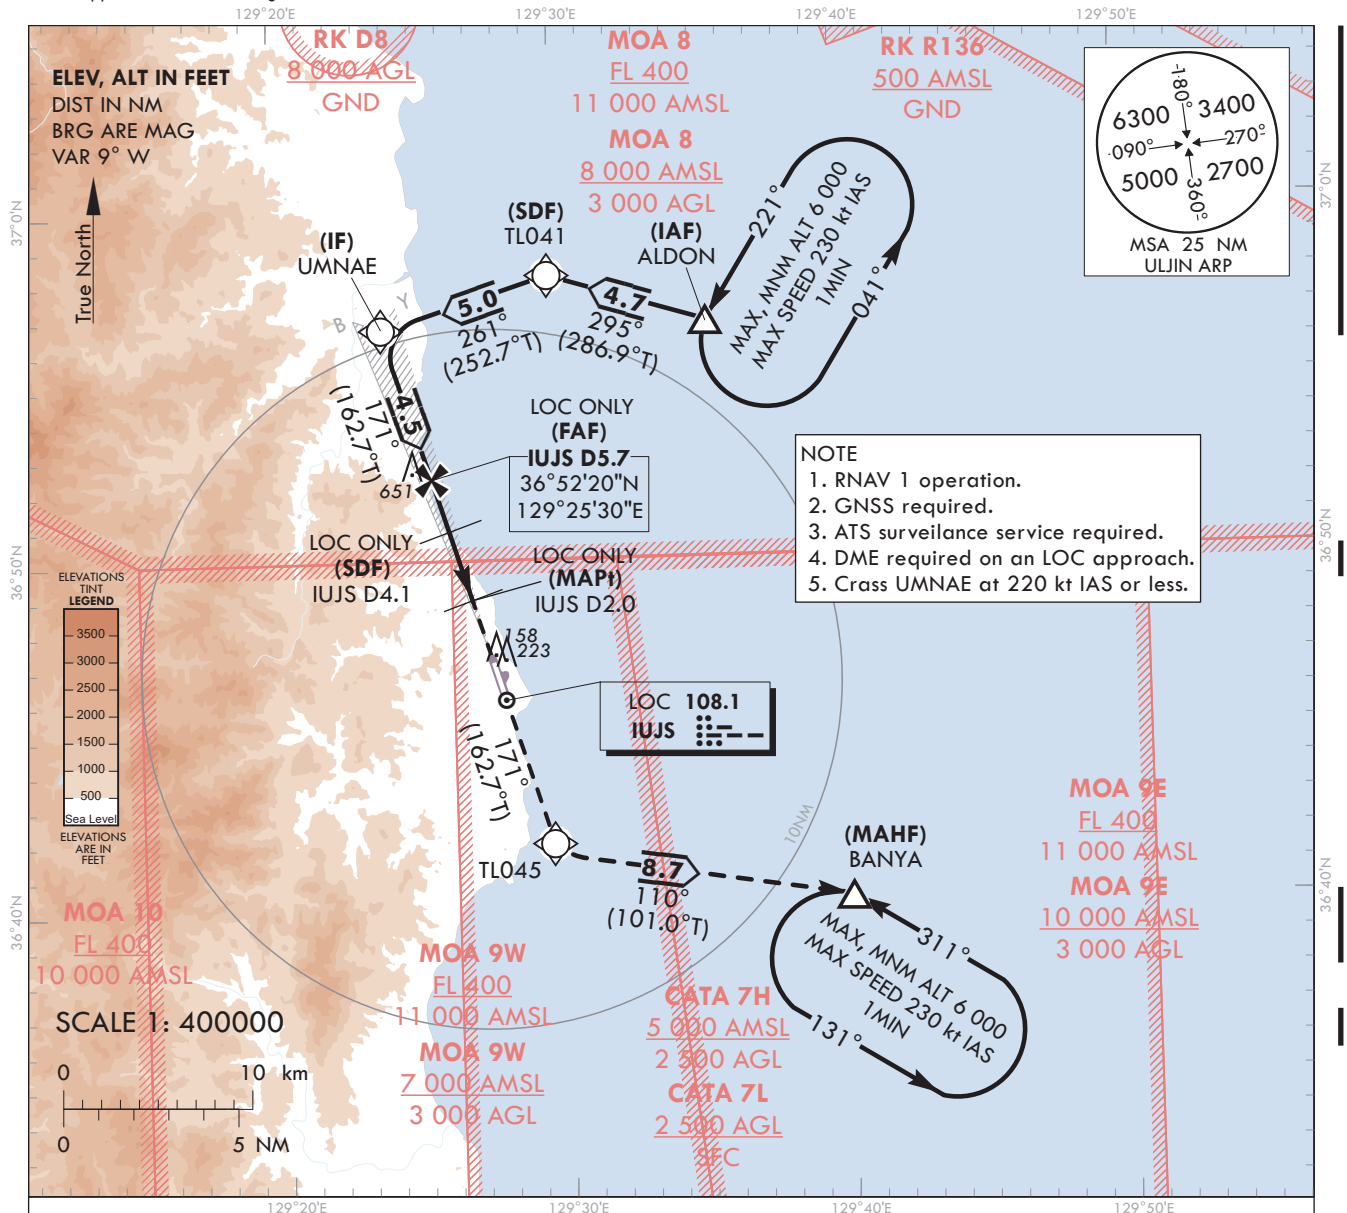 129°20'E
129°30'E
129°40'E
129°50'E
ELEV, ALT IN FEET
DIST IN NM
BRG ARE MAG
VAR 9° W
True North
RK D8
8 000 AGL
GND
MOA 8
FL 400
11 000 AMSL
MOA 8
8 000 AMSL
3 000 AGL
RK R136
500 AMSL
GND
180°
6300
3400
090°
270°
5000
2700
360°
MSA 25 NM
ULJIN ARP
37°0'N
37°0'N
(IF)
UMNAE
(SDF)
TL041
(IAF)
ALDON
221°
MAX, MNM ALT 6 000
MAX SPEED 230 kt IAS
1MIN
041°
B
Y
5.0
261°
(252.7°T)
4.7
295°
(286.9°T)
4.5
171°
(162.7°T)
651
LOC ONLY
(FAF)
IUJS D5.7
36°52'20"N
129°25'30"E
NOTE
1. RNAV 1 operation.
2. GNSS required.
3. ATS surveilance service required.
4. DME required on an LOC approach.
5. Crass UMNAE at 220 kt IAS or less.
36°50'N
36°50'N
LOC ONLY
(SDF)
IUJS D4.1
LOC ONLY
(MAPt)
IUJS D2.0
158
223
ELEVATIONS
TINT
LEGEND
3500
3000
2500
2000
1500
1000
500
Sea Level
ELEVATIONS
ARE IN
FEET
LOC 108.1
IUJS
171°
(162.7°T)
TL045
10NM
8.7
110°
(101.0°T)
(MAHF)
BANYA
311°
MAX, MNM ALT 6 000
MAX SPEED 230 kt IAS
1MIN
131°
MOA 9E
FL 400
11 000 AMSL
MOA 9E
10 000 AMSL
3 000 AGL
36°40'N
36°40'N
MOA 10
FL 400
10 000 AMSL
MOA 9W
FL 400
11 000 AMSL
MOA 9W
7 000 AMSL
3 000 AGL
CATA 7H
5 000 AMSL
2 500 AGL
CATA 7L
2 500 AGL
SFC
SCALE 1: 400000
0 10 km
0 5 NM
129°20'E
129°30'E
129°40'E
129°50'E